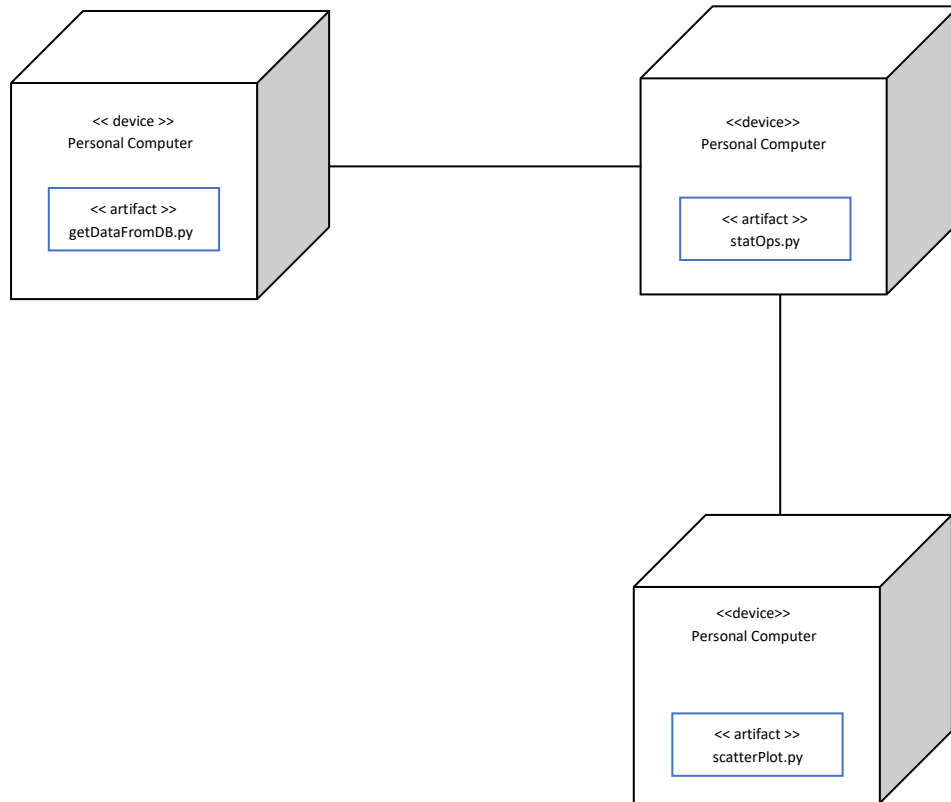 << device >>
Personal Computer
<< artifact >>
getDataFromDB.py
<<device>>
Personal Computer
<< artifact >>
statOps.py
<<device>>
Personal Computer
<< artifact >>
scatterPlot.py